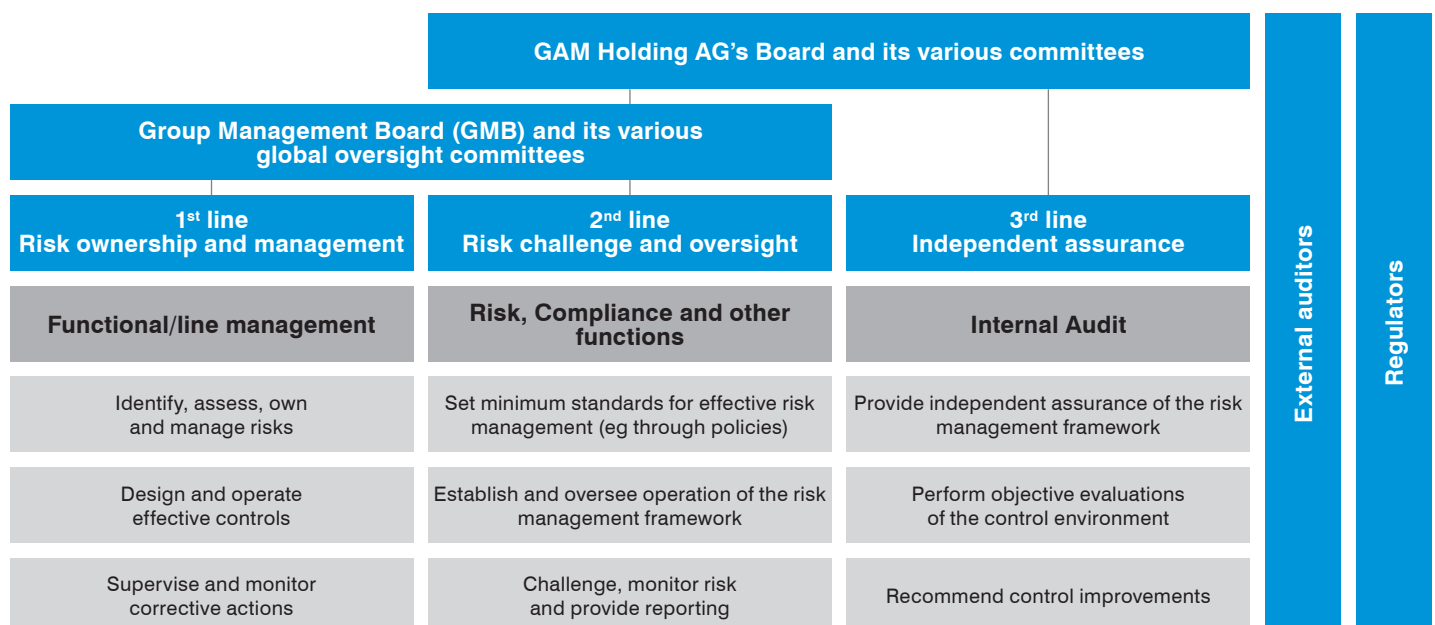 GAM Holding AG's Board and its various committees
Group Management Board (GMB) and its various
global oversight committees
1st line
Risk ownership and management
2nd line
Risk challenge and oversight
3rd line
Independent assurance
Functional/line management
Risk, Compliance and other
functions
Internal Audit
Identify, assess, own
and manage risks
Set minimum standards for effective risk
management (eg through policies)
Provide independent assurance of the risk
management framework
Design and operate
effective controls
Establish and oversee operation of the risk
management framework
Perform objective evaluations
of the control environment
Supervise and monitor
corrective actions
Challenge, monitor risk
and provide reporting
Recommend control improvements
External auditors
Regulators